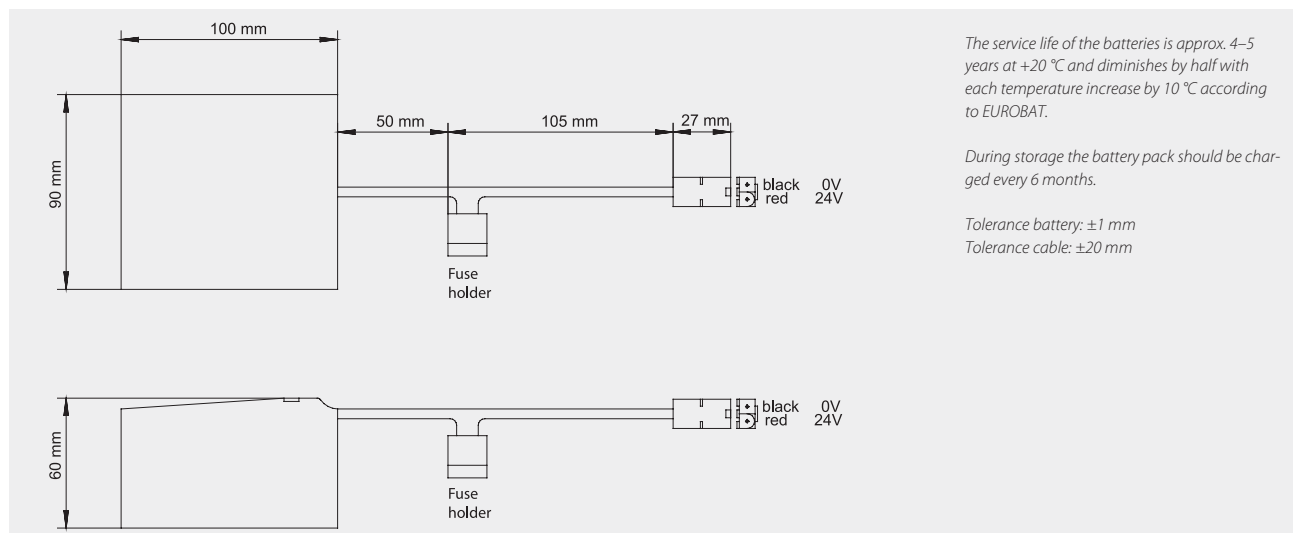 100 mm
50 mm
105 mm
27 mm
90 mm
black 0V
red 24V
Fuse
holder
60 mm
black 0V
red 24V
Fuse
holder
The service life of the batteries is approx. 4–5
years at +20 °C and diminishes by half with
each temperature increase by 10 °C according
to EUROBAT.
During storage the battery pack should be char-
ged every 6 months.
Tolerance battery: ±1 mm
Tolerance cable: ±20 mm